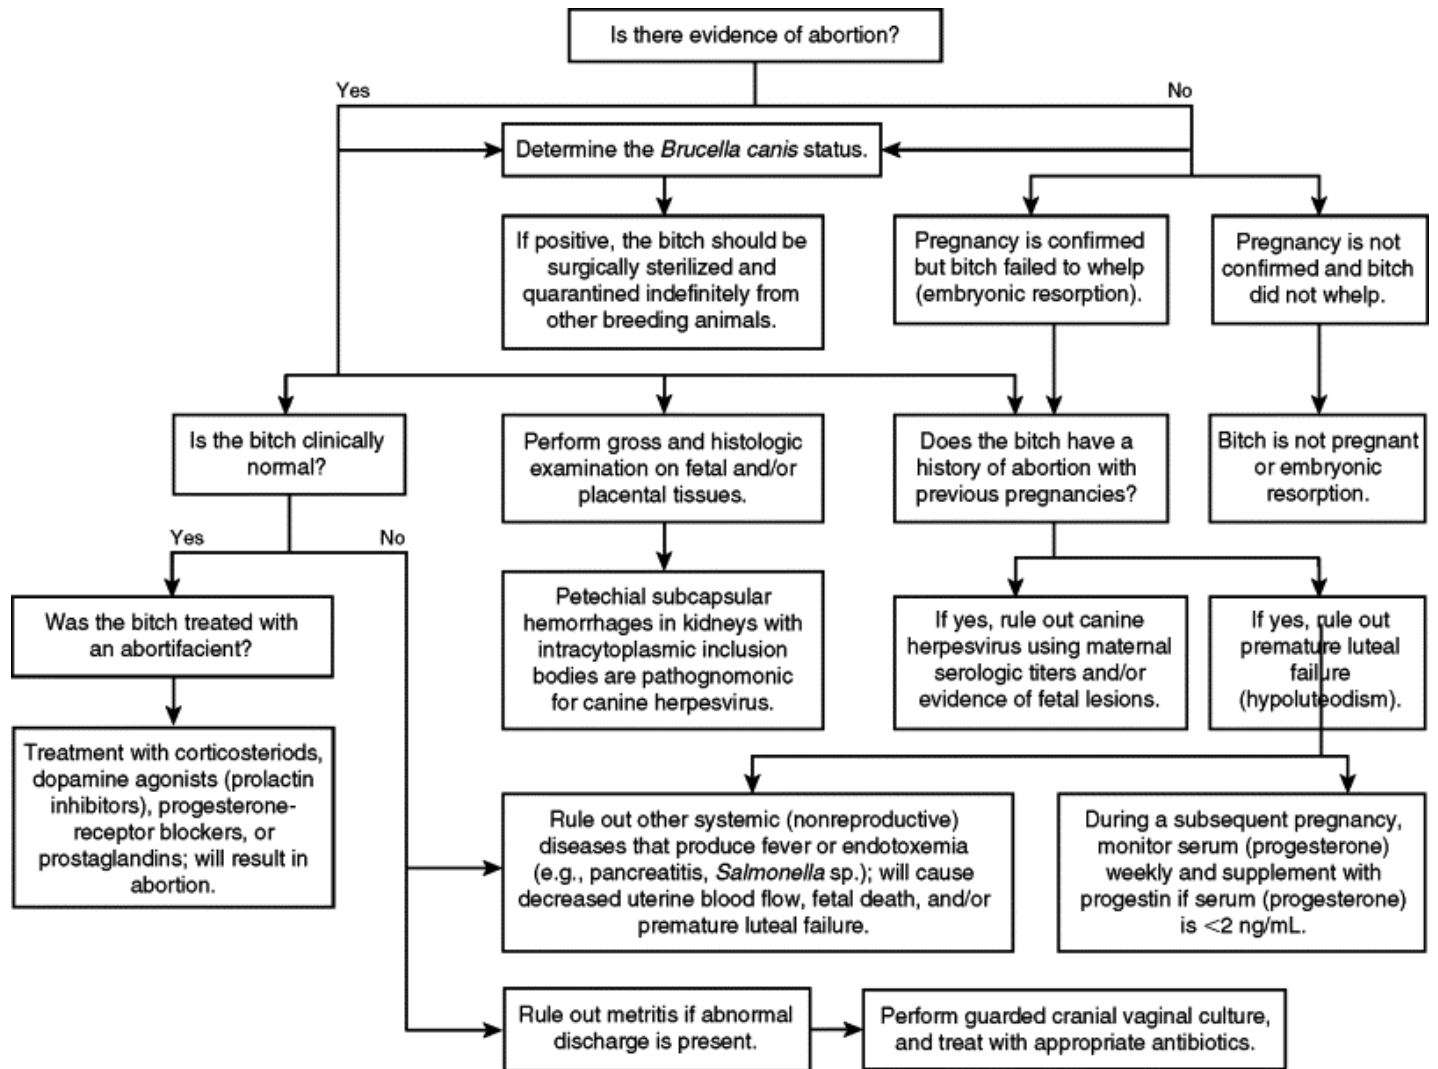 Is there evidence of abortion?
Yes
No
Determine the Brucella canis status.
If positive, the bitch should be
surgically sterilized and
quarantined indefinitely from
other breeding animals.
Pregnancy is confirmed
but bitch failed to whelp
(embryonic resorption).
Pregnancy is not
confirmed and bitch
did not whelp.
Is the bitch clinically
normal?
Perform gross and histologic
examination on fetal and/or
placental tissues.
Does the bitch have a
history of abortion with
previous pregnancies?
Bitch is not pregnant
or embryonic
resorption.
Yes
No
Was the bitch treated with
an abortifacient?
Petechial subcapsular
hemorrhages in kidneys with
intracytoplasmic inclusion
bodies are pathognomonic
for canine herpesvirus.
If yes, rule out canine
herpesvirus using maternal
serologic titers and/or
evidence of fetal lesions.
If yes, rule out
premature luteal
failure
(hypoluteodism).
Treatment with corticosteriods,
dopamine agonists (prolactin
inhibitors), progesterone-
receptor blockers, or
prostaglandins; will result in
abortion.
Rule out other systemic (nonreproductive)
diseases that produce fever or endotoxemia
(e.g., pancreatitis, Salmonella sp.); will cause
decreased uterine blood flow, fetal death, and/or
premature luteal failure.
During a subsequent pregnancy,
monitor serum (progesterone)
weekly and supplement with
progestin if serum (progesterone)
is <2 ng/mL.
Rule out metritis if abnormal
discharge is present.
Perform guarded cranial vaginal culture,
and treat with appropriate antibiotics.